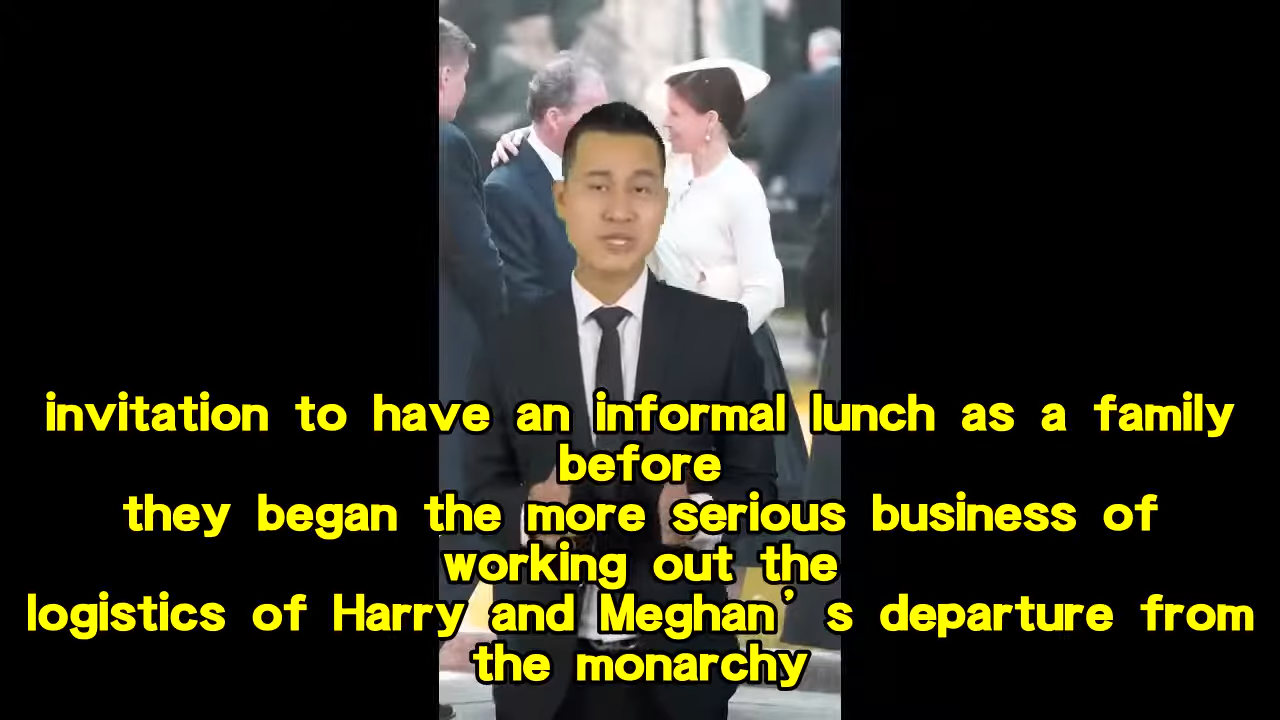 invitation to have an informal lunch as a family
before
they began the more serious business of
working out the
logistics of Harry and Meghan’s departure from
the monarchy